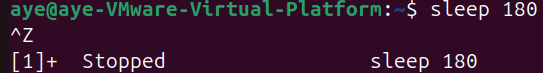 aye@aye-VMware-Virtual-Platform:~$ sleep 180
^Z
[1]+  Stopped                 sleep 180